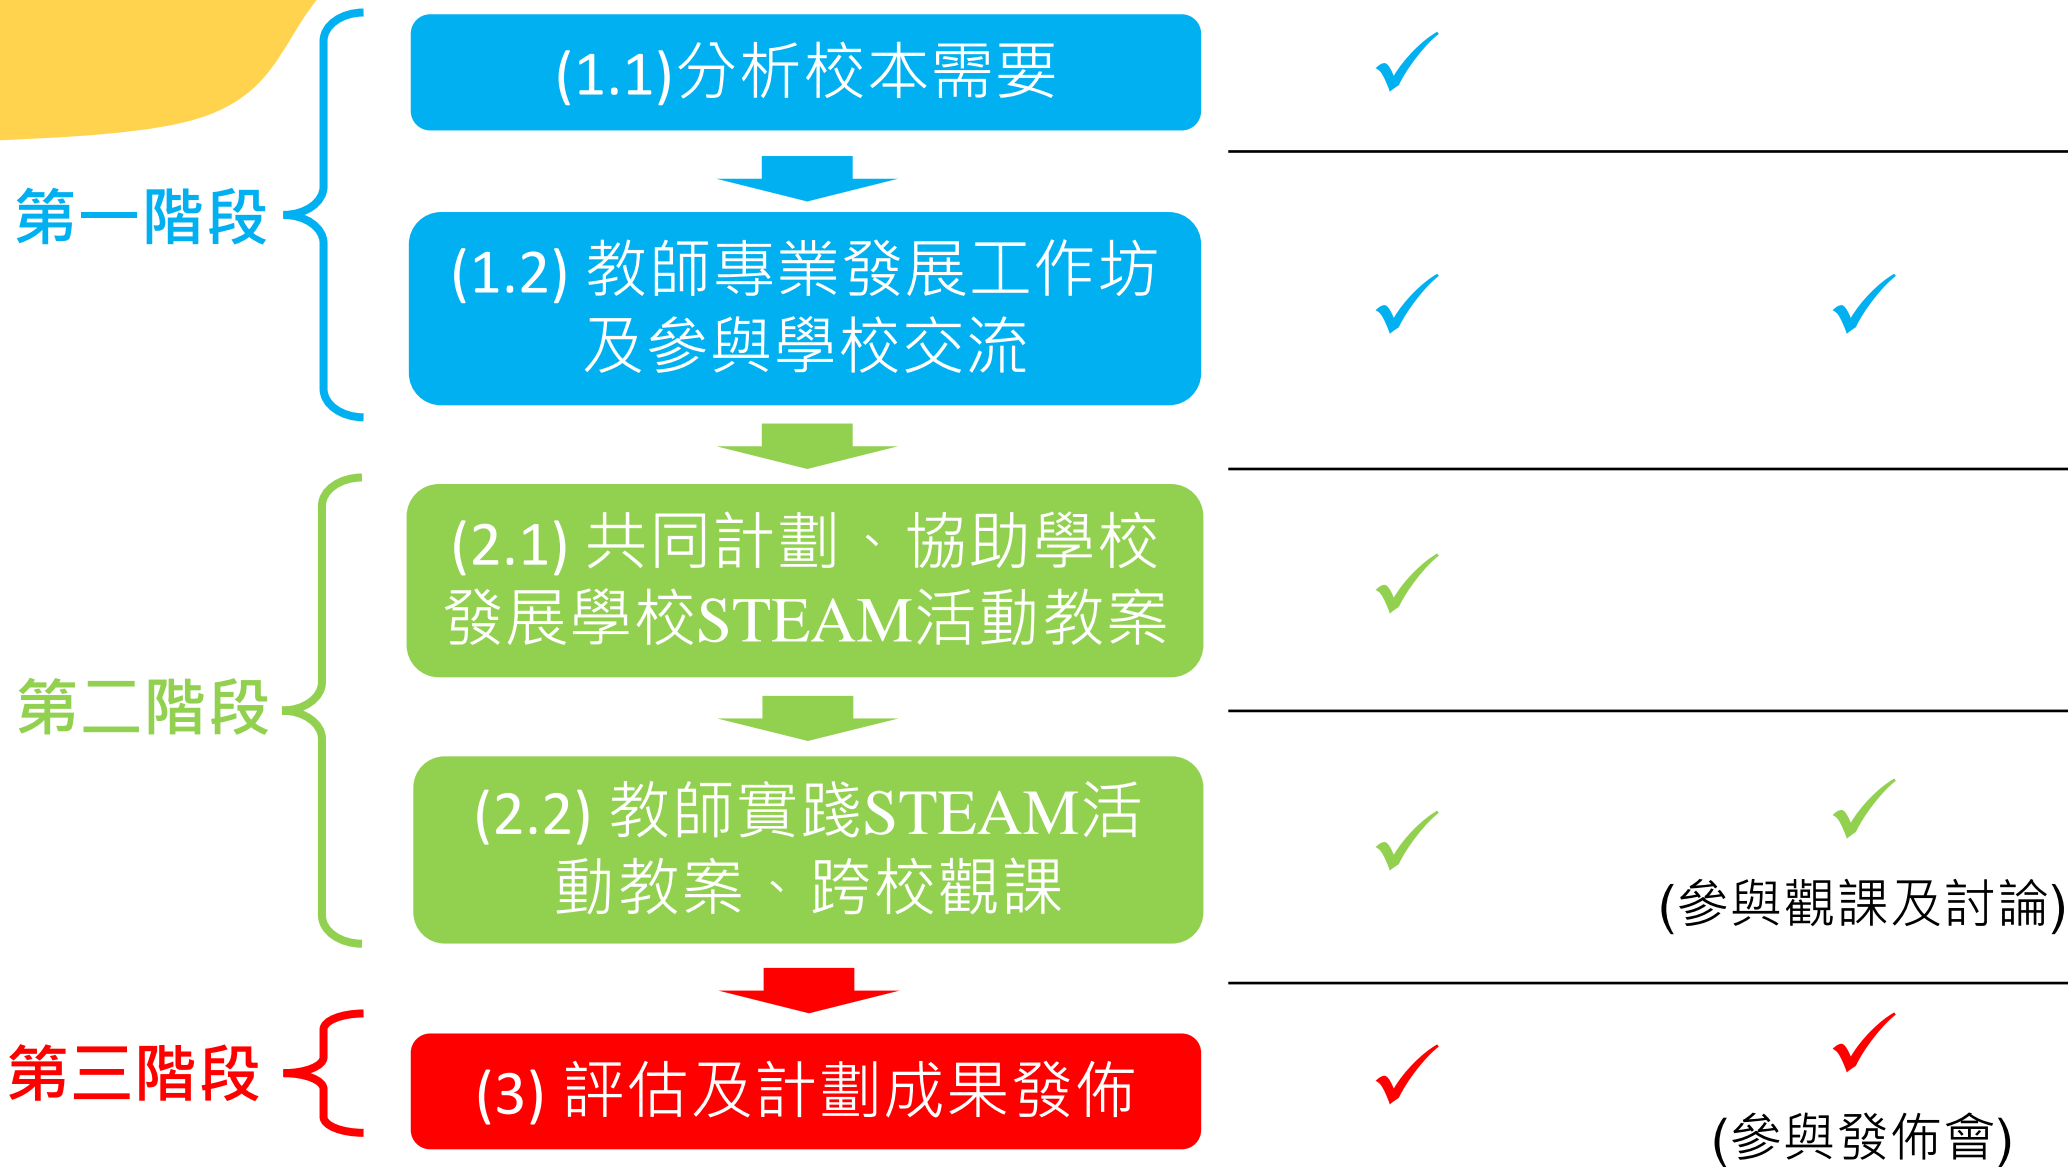 (1.1)分析校本需要
✓
第一階段
(1.2) 教師專業發展工作坊
及參與學校交流
✓
✓
(2.1) 共同計劃、協助學校
發展學校STEAM活動教案
✓
第二階段
(2.2) 教師實踐STEAM活
動教案、跨校觀課
✓
✓
(參與觀課及討論)
第三階段
(3) 評估及計劃成果發佈
✓
✓
(參與發佈會)